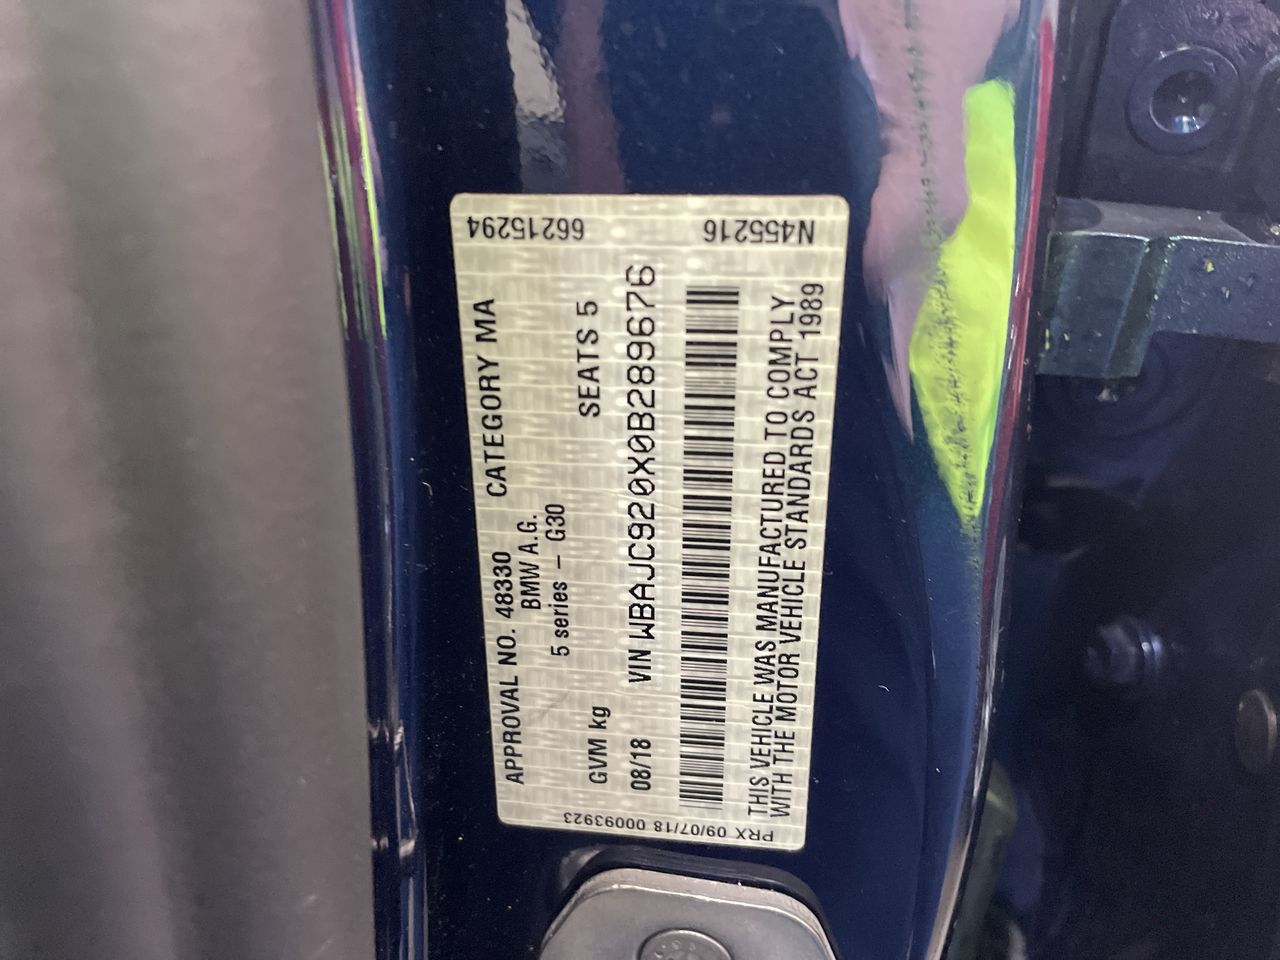 APPROVAL NO. 48330 CATEGORY MA
BMW A.G.
5 series – G30
GVM kg SEATS 5
08/18 VIN WBAJC920X0B289676
THIS VEHICLE WAS MANUFACTURED TO COMPLY
WITH THE MOTOR VEHICLE STANDARDS ACT 1989
66215294 N455216
PRX 09/07/18 00093923